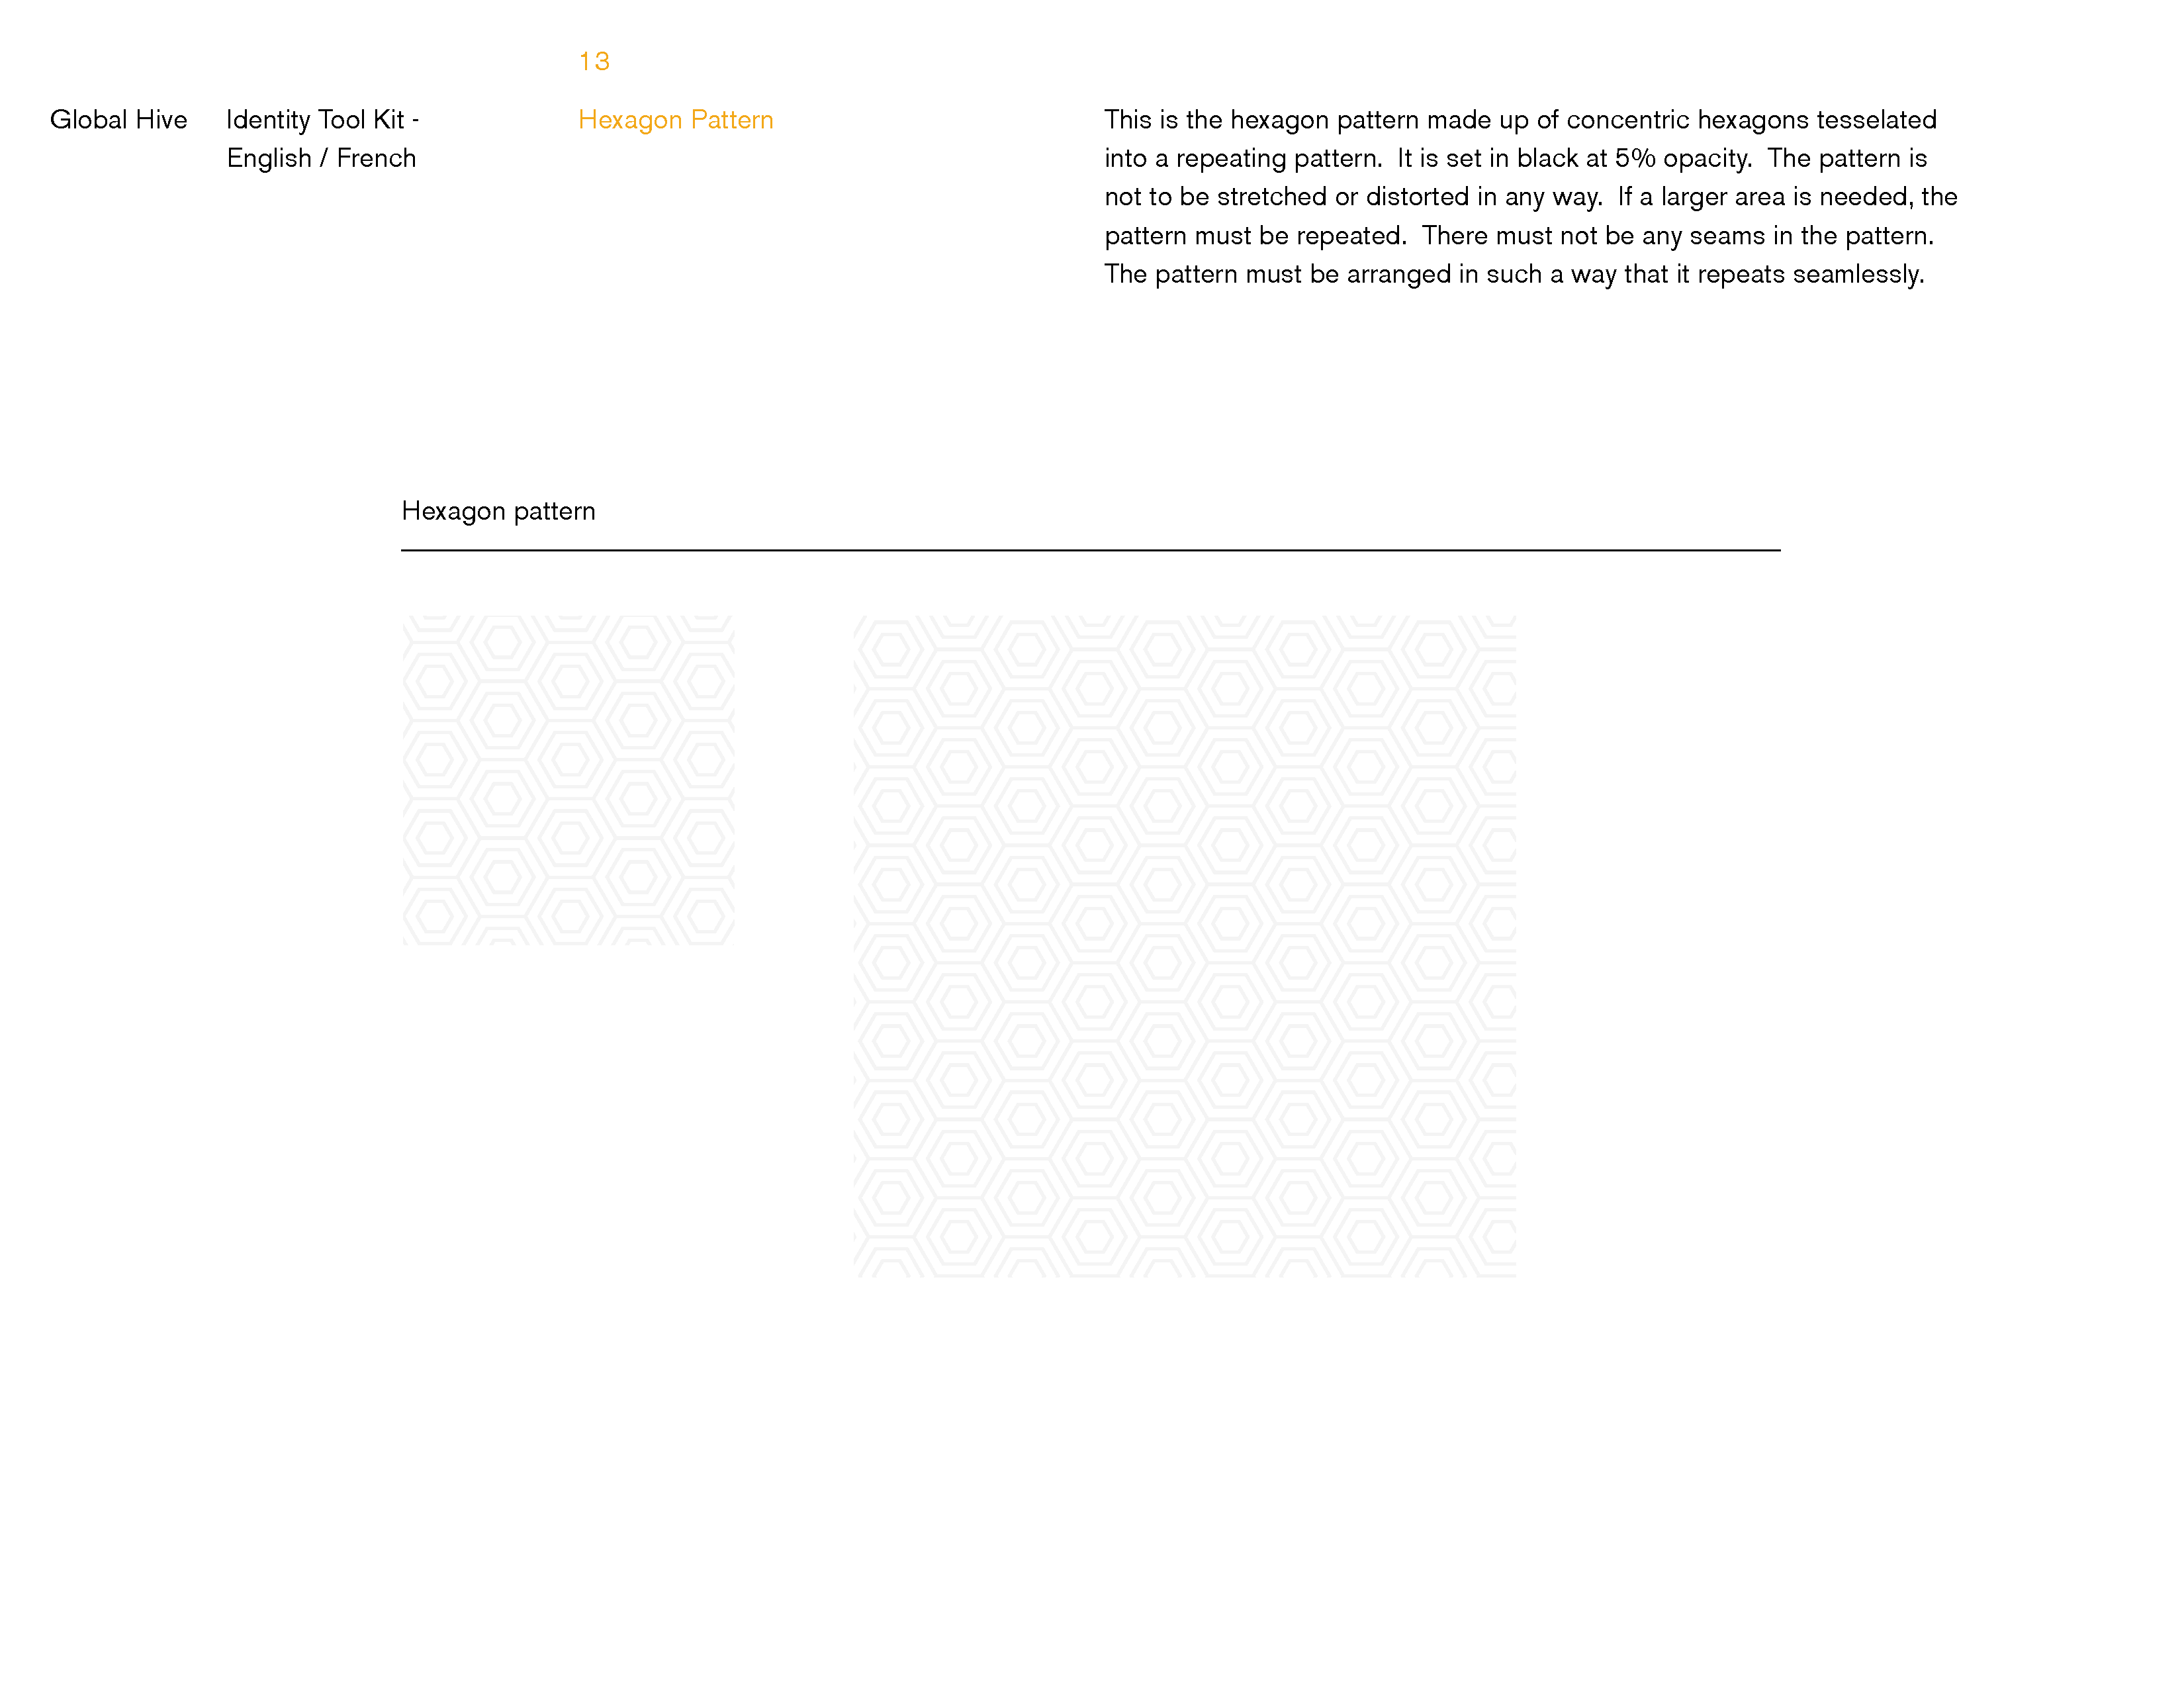 13
Global Hive
Identity Tool Kit -
English / French
Hexagon Pattern
This is the hexagon pattern made up of concentric hexagons tesselated
into a repeating pattern.  It is set in black at 5% opacity.  The pattern is
not to be stretched or distorted in any way.  If a larger area is needed, the
pattern must be repeated.  There must not be any seams in the pattern.
The pattern must be arranged in such a way that it repeats seamlessly.
Hexagon pattern